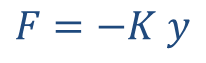 F = −K y